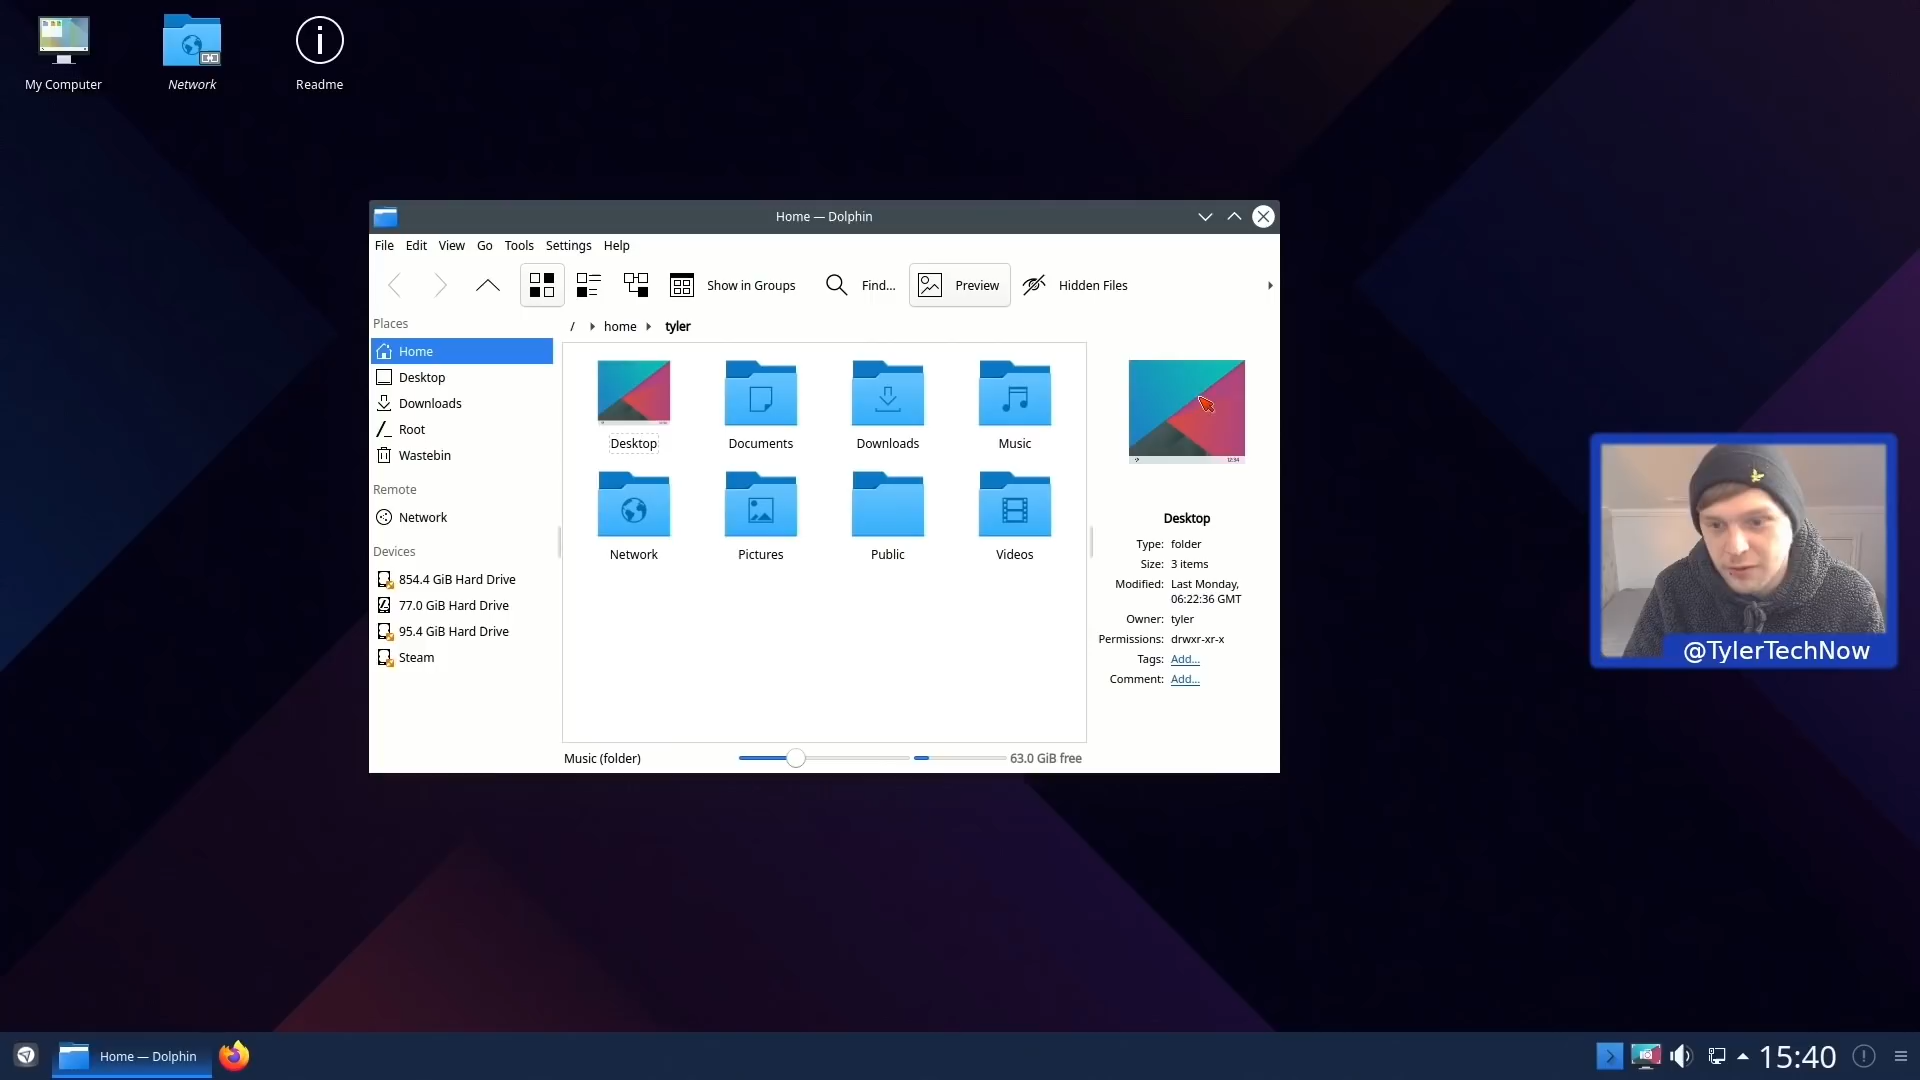 My Computer
Network
Readme
Home — Dolphin
File Edit View Go Tools Settings Help
Show in Groups Find... Preview Hidden Files
Places
/ home tyler
Home
Desktop
Downloads
Root
Wastebin
Remote
Network
Devices
854.4 GiB Hard Drive
77.0 GiB Hard Drive
95.4 GiB Hard Drive
Steam
Desktop Documents Downloads Music
Network Pictures Public Videos
Desktop
Type: folder
Size: 3 items
Modified: Last Monday,
06:22:36 GMT
Owner: tyler
Permissions: drwxr-xr-x
Tags: Add...
Comment: Add...
Music (folder) 63.0 GiB free
@TylerTechNow
Home — Dolphin
15:40